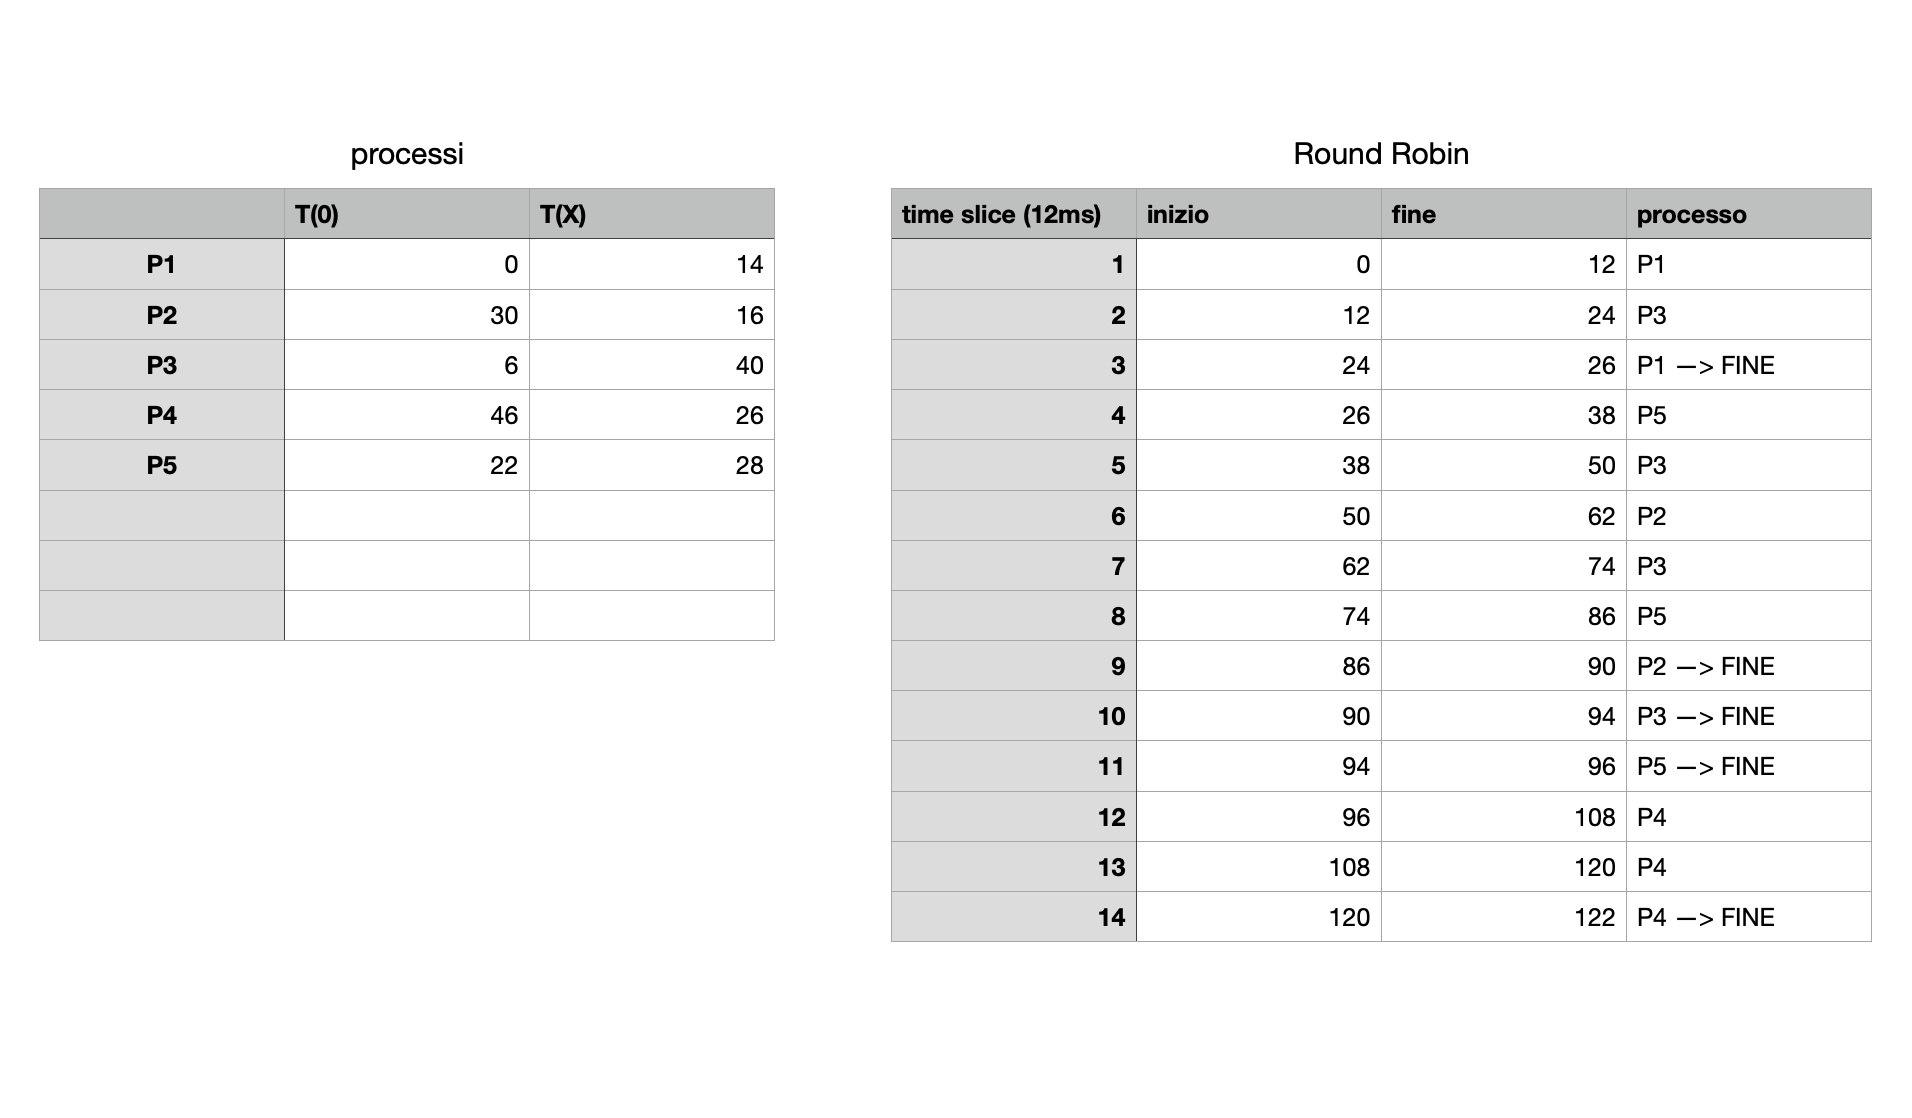 processi
T(0) T(X)
P1 0 14
P2 30 16
P3 6 40
P4 46 26
P5 22 28
Round Robin
time slice (12ms) inizio fine processo
1 0 12 P1
2 12 24 P3
3 24 26 P1 —> FINE
4 26 38 P5
5 38 50 P3
6 50 62 P2
7 62 74 P3
8 74 86 P5
9 86 90 P2 —> FINE
10 90 94 P3 —> FINE
11 94 96 P5 —> FINE
12 96 108 P4
13 108 120 P4
14 120 122 P4 —> FINE